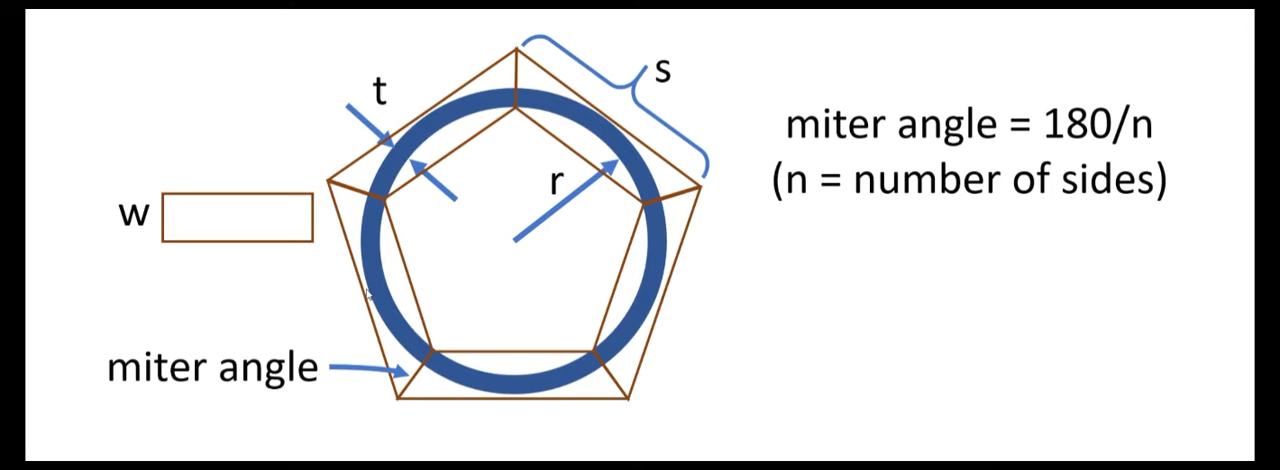 t
s
miter angle = 180/n
(n = number of sides)
r
w
miter angle